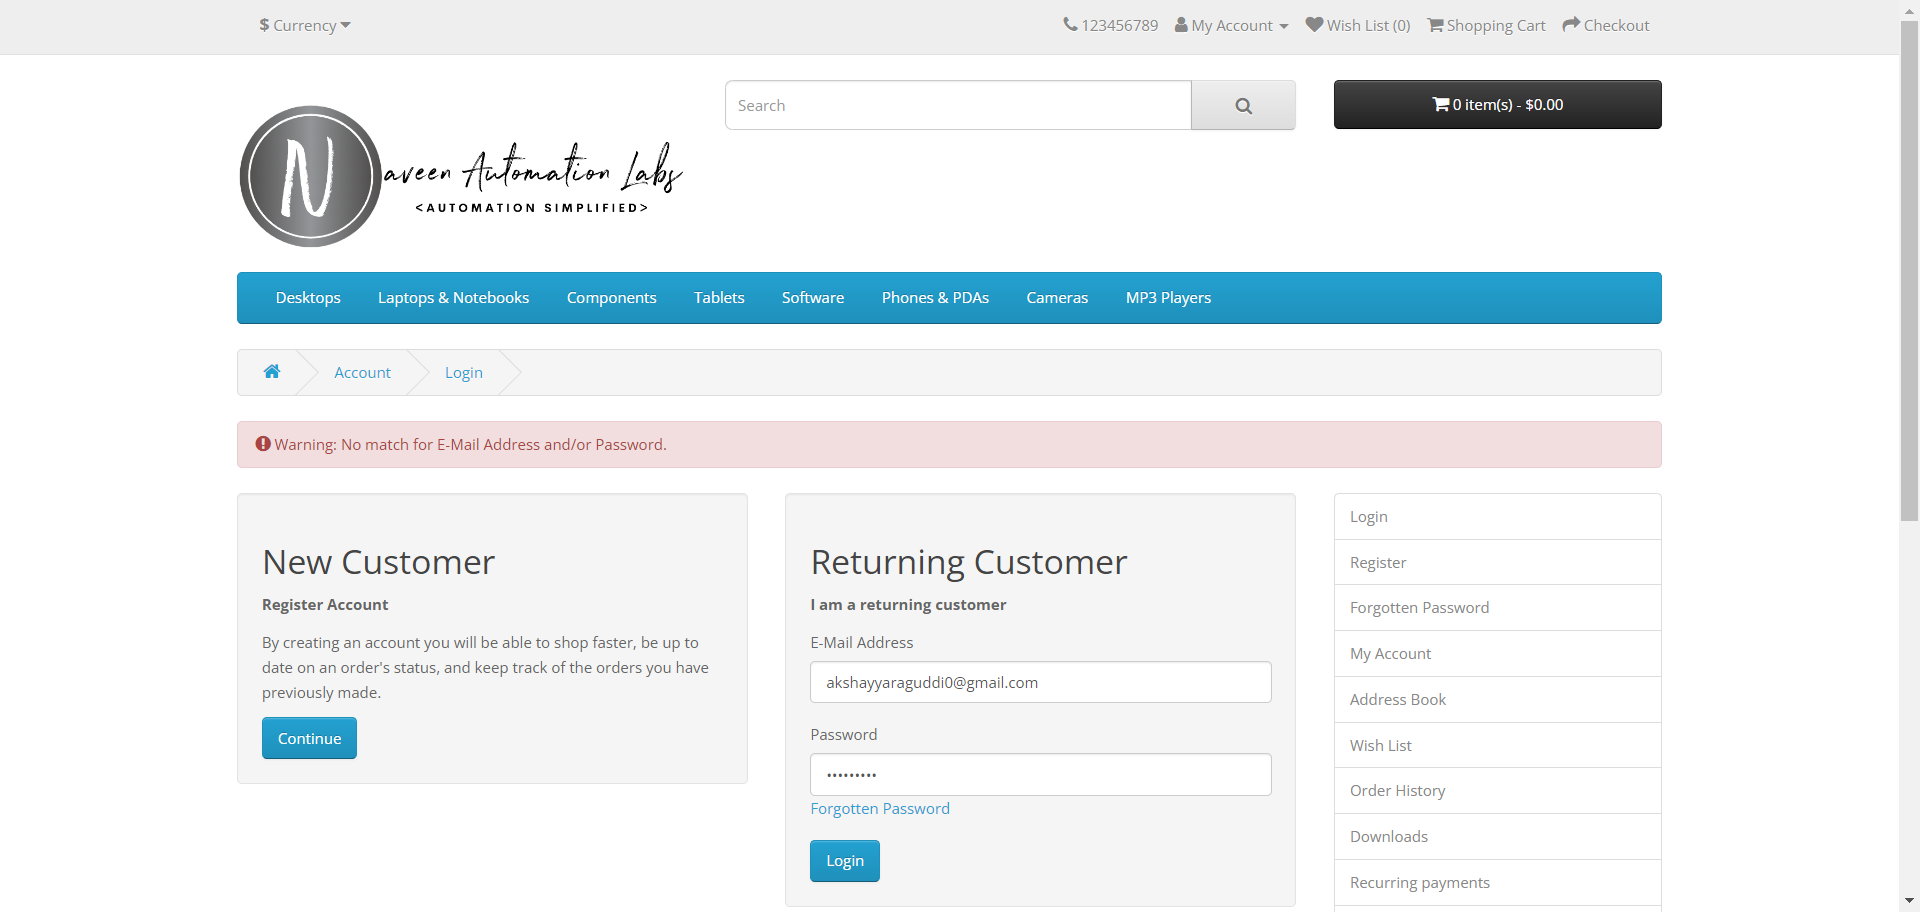 $ Currency
123456789 My Account Wish List (0) Shopping Cart Checkout
Search
0 item(s) - $0.00
N
aveen Automation Labs
<AUTOMATION SIMPLIFIED>
Desktops Laptops & Notebooks Components Tablets Software Phones & PDAs Cameras MP3 Players
Account Login
Warning: No match for E-Mail Address and/or Password.
New Customer
Register Account
By creating an account you will be able to shop faster, be up to
date on an order's status, and keep track of the orders you have
previously made.
Continue
Returning Customer
I am a returning customer
E-Mail Address
akshayyaraguddi0@gmail.com
Password
•••••••••
Forgotten Password
Login
Login
Register
Forgotten Password
My Account
Address Book
Wish List
Order History
Downloads
Recurring payments